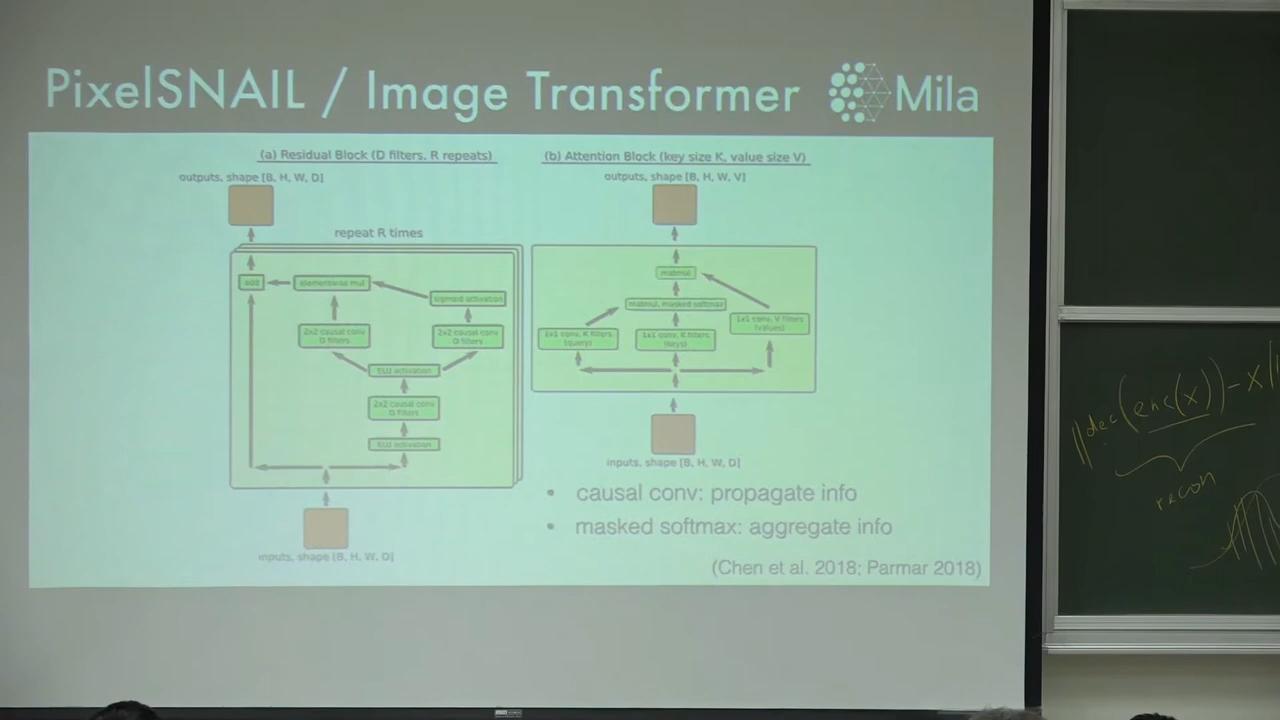 PixelSNAIL / Image Transformer
Mila
(a) Residual Block (D filters, R repeats)
outputs, shape [B, H, W, D]
repeat R times
add
elementwise mul
sigmoid activation
2x2 causal conv
D filters
2x2 causal conv
D filters
ELU activation
2x2 causal conv
D filters
ELU activation
inputs, shape [B, H, W, D]
(b) Attention Block (key size K, value size V)
outputs, shape [B, H, W, V]
matmul
matmul, masked softmax
1x1 conv, K filters
(query)
1x1 conv, K filters
(keys)
1x1 conv, V filters
(values)
inputs, shape [B, H, W, D]
• causal conv: propagate info
• masked softmax: aggregate info
(Chen et al. 2018; Parmar 2018)
||dec(enc(x))-x||
recon